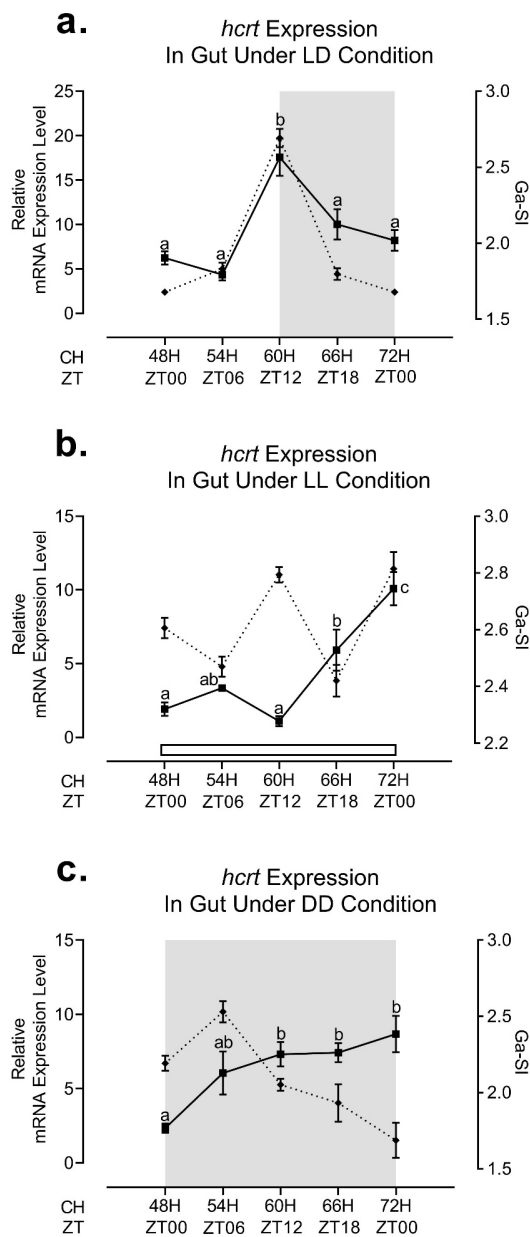 a.
hcrt Expression
In Gut Under LD Condition
Relative
mRNA Expression Level
25
20
15
10
5
0
a
a
b
a
a
3.0
2.5
2.0
1.5
Ga-SI
CH 48H 54H 60H 66H 72H
ZT ZT00 ZT06 ZT12 ZT18 ZT00
b.
hcrt Expression
In Gut Under LL Condition
Relative
mRNA Expression Level
15
10
5
0
a
ab
a
b
c
3.0
2.8
2.6
2.4
2.2
Ga-SI
CH 48H 54H 60H 66H 72H
ZT ZT00 ZT06 ZT12 ZT18 ZT00
c.
hcrt Expression
In Gut Under DD Condition
Relative
mRNA Expression Level
15
10
5
0
a
ab
b
b
b
3.0
2.5
2.0
1.5
Ga-SI
CH 48H 54H 60H 66H 72H
ZT ZT00 ZT06 ZT12 ZT18 ZT00